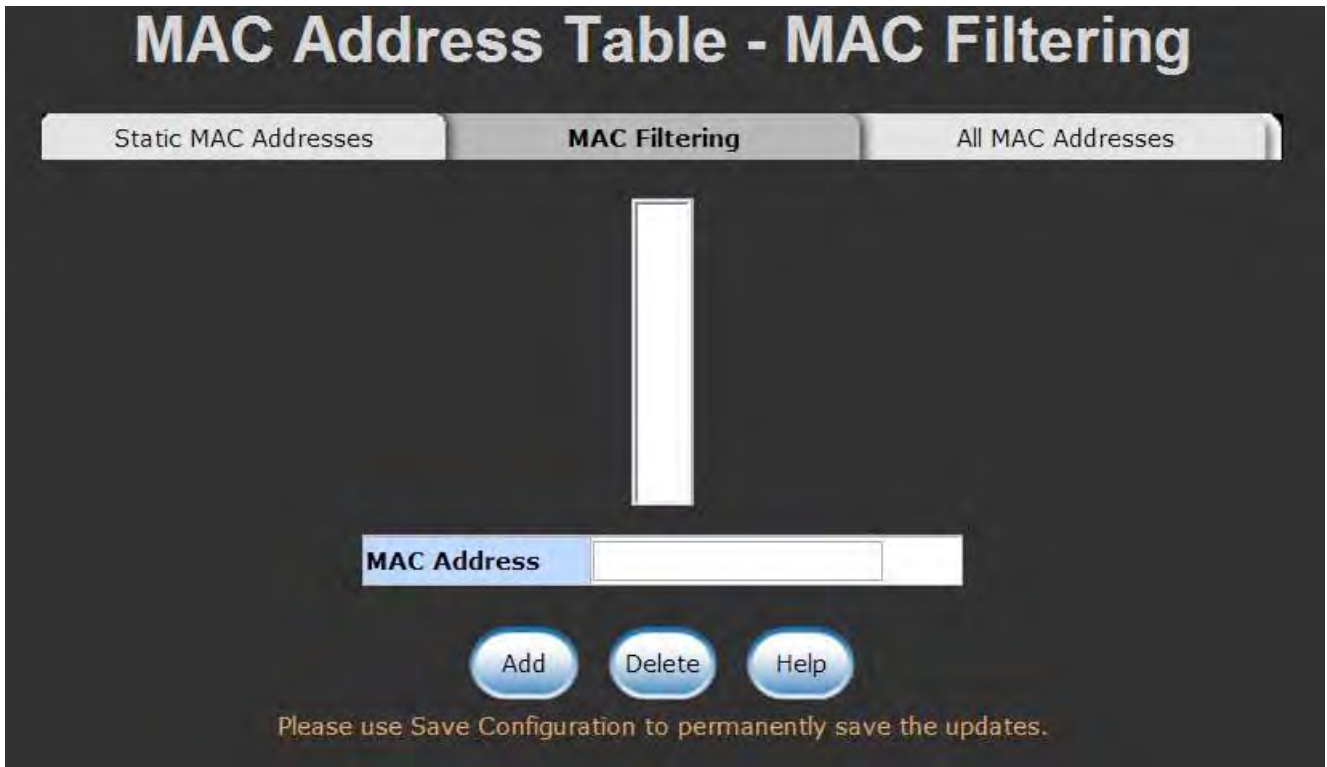 MAC Address Table - MAC Filtering
Static MAC Addresses MAC Filtering All MAC Addresses
MAC Address
Add Delete Help
Please use Save Configuration to permanently save the updates.